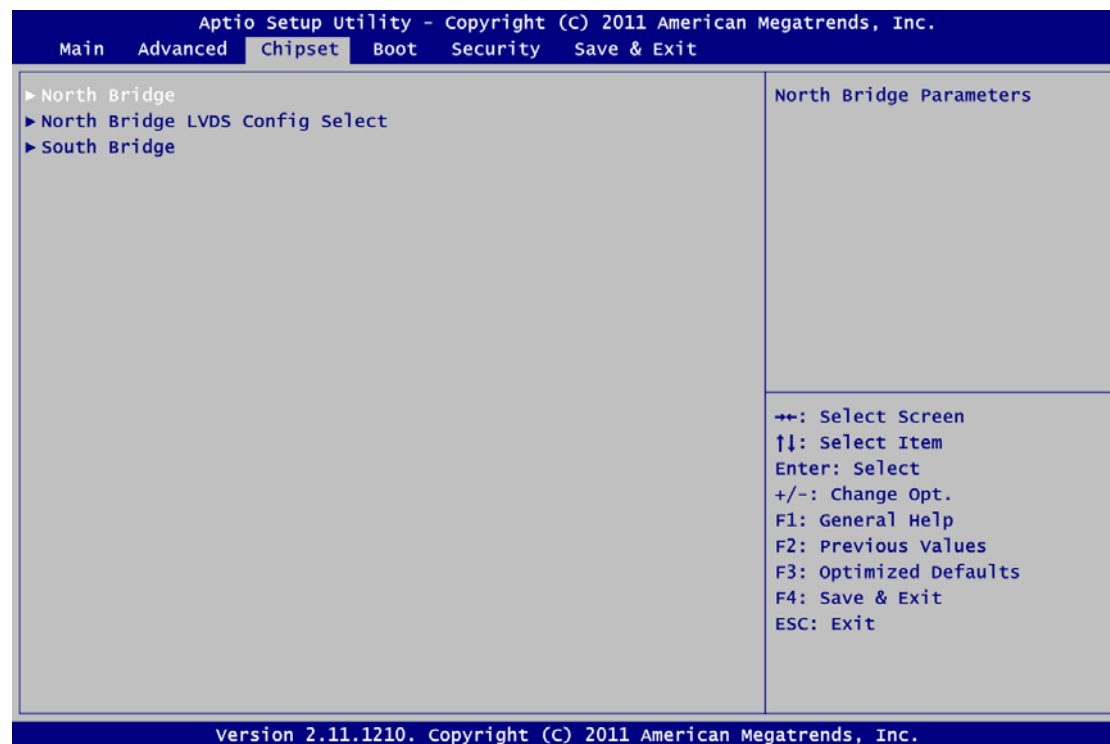 Aptio Setup Utility - Copyright (C) 2011 American Megatrends, Inc.
Main Advanced Chipset Boot Security Save & Exit
►North Bridge
►North Bridge LVDS Config Select
►South Bridge
North Bridge Parameters
→←: Select Screen
↑↓: Select Item
Enter: Select
+/-: Change Opt.
F1: General Help
F2: Previous Values
F3: Optimized Defaults
F4: Save & Exit
ESC: Exit
Version 2.11.1210. Copyright (C) 2011 American Megatrends, Inc.